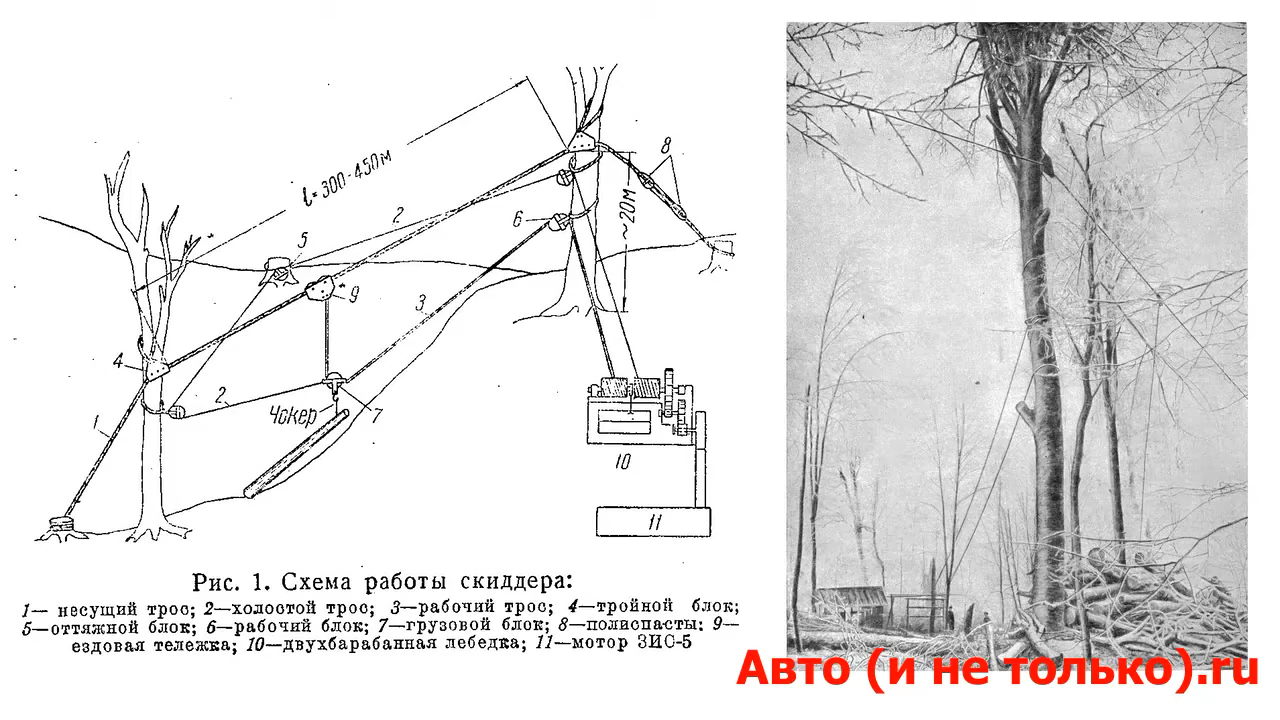 l = 300-450м
8
2
5
6
~20м
9
3
4
2
1
Чокер
7
10
11
Рис. 1. Схема работы скиддера:
1— несущий трос; 2—холостой трос; 3—рабочий трос; 4—тройной блок;
5—оттяжной блок; 6—рабочий блок; 7—грузовой блок; 8—полиспасты: 9—
ездовая тележка; 10—двухбарабанная лебедка; 11—мотор ЗИС-5
Авто (и не только).ru